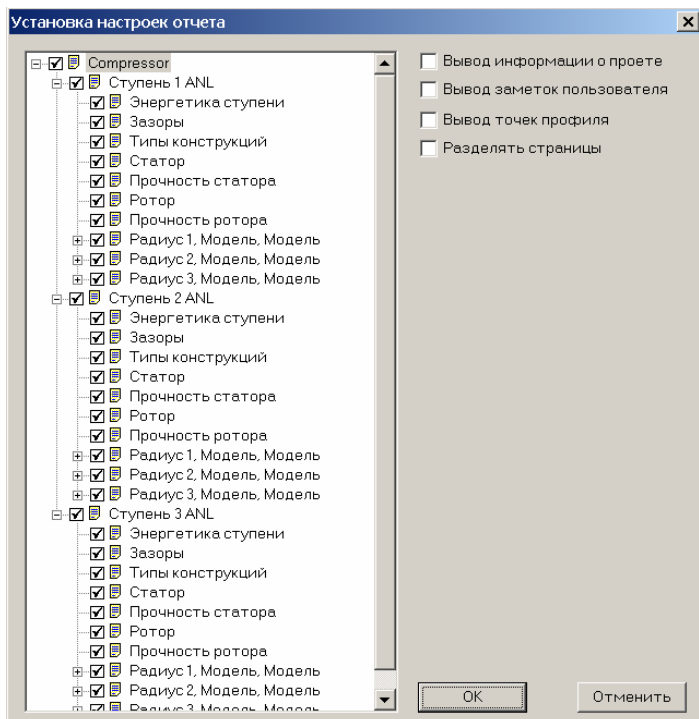 Установка настроек отчета
Compressor
Ступень 1 ANL
Энергетика ступени
Зазоры
Типы конструкций
Статор
Прочность статора
Ротор
Прочность ротора
Радиус 1, Модель, Модель
Радиус 2, Модель, Модель
Радиус 3, Модель, Модель
Ступень 2 ANL
Энергетика ступени
Зазоры
Типы конструкций
Статор
Прочность статора
Ротор
Прочность ротора
Радиус 1, Модель, Модель
Радиус 2, Модель, Модель
Радиус 3, Модель, Модель
Ступень 3 ANL
Энергетика ступени
Зазоры
Типы конструкций
Статор
Прочность статора
Ротор
Прочность ротора
Радиус 1, Модель, Модель
Радиус 2, Модель, Модель
Радиус 3, Модель, Модель
Вывод информации о проете
Вывод заметок пользователя
Вывод точек профиля
Разделять страницы
OK
Отменить